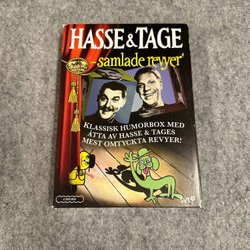 HASSE & TAGE
– samlade revyer
KLASSISK HUMORBOX MED
ÅTTA AV HASSE & TAGES
MEST OMTYCKTA REVYER!